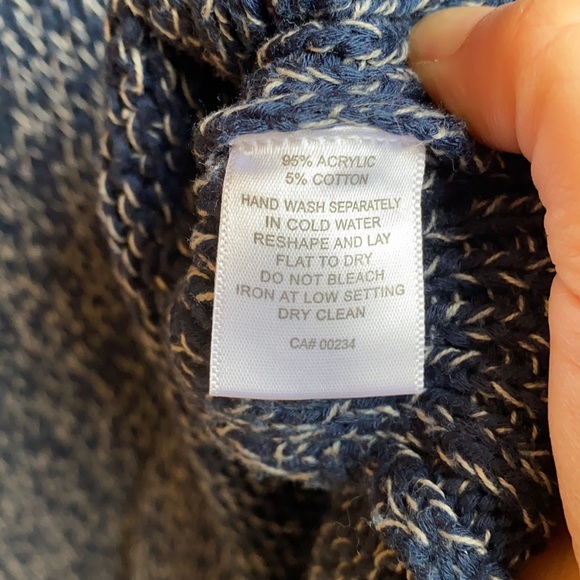 95% ACRYLIC
5% COTTON
HAND WASH SEPARATELY
IN COLD WATER
RESHAPE AND LAY
FLAT TO DRY
DO NOT BLEACH
IRON AT LOW SETTING
DRY CLEAN
CA# 00234